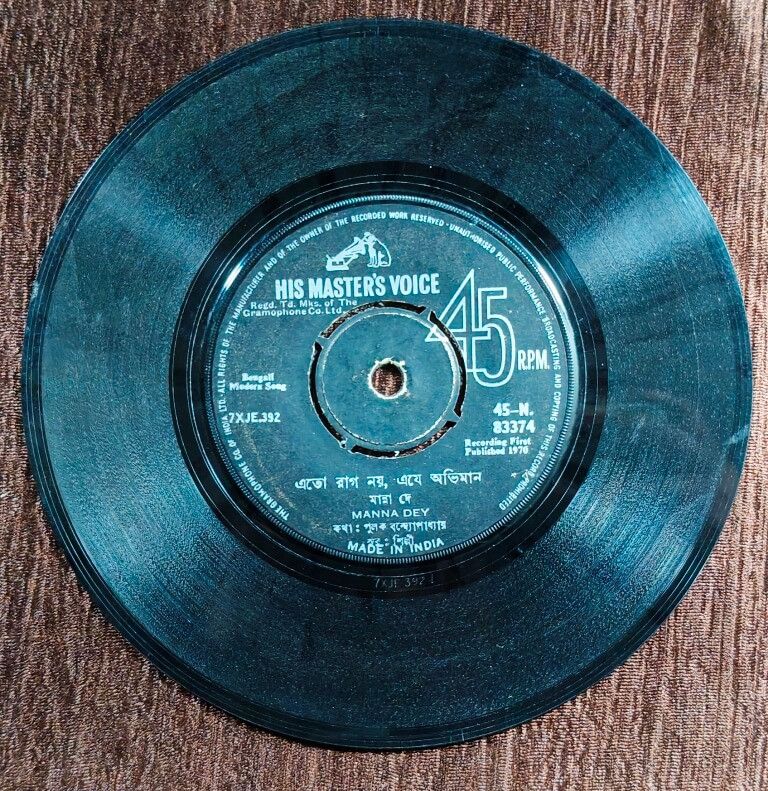 THE GRAMOPHONE CO. OF INDIA LTD. · ALL RIGHTS OF THE MANUFACTURER AND OF THE OWNER OF THE RECORDED WORK RESERVED · UNAUTHORISED PUBLIC PERFORMANCE BROADCASTING AND COPYING OF THIS RECORD PROHIBITED
HIS MASTER'S VOICE
Regd. Td. Mks. of The
Gramophone Co. Ltd.
45 R.P.M.
Bengali
Modern Song
7XJE.392
45-N.
83374
Recording First
Published 1970
এতো রাগ নয়, এযে অভিমান
মান্না দে
MANNA DEY
কথা : পুলক বন্দ্যোপাধ্যায়
সুর : শিল্পী
MADE IN INDIA
7XJE 392 1